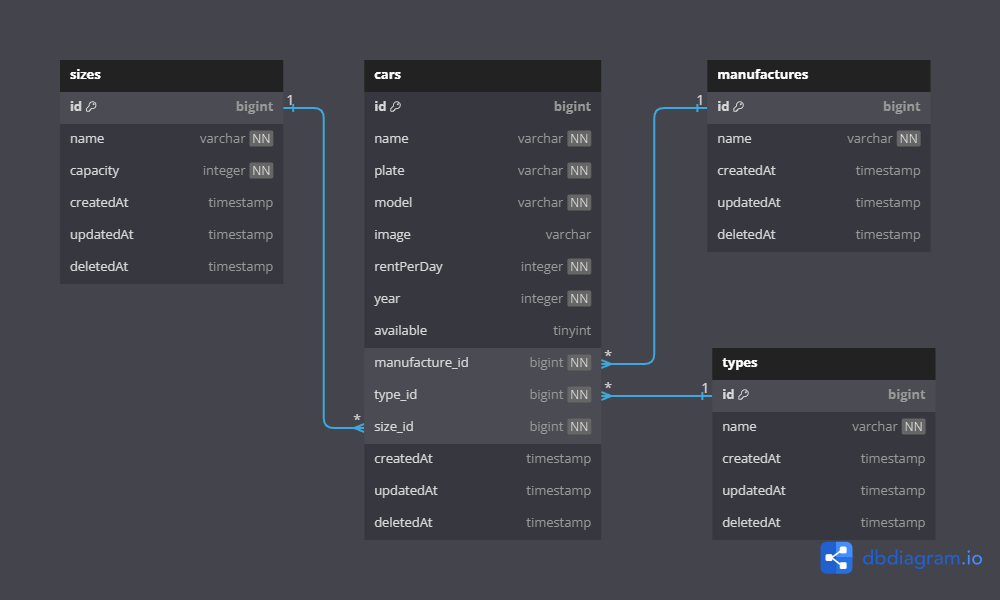 sizes
id bigint
name varchar NN
capacity integer NN
createdAt timestamp
updatedAt timestamp
deletedAt timestamp
1
*
cars
id bigint
name varchar NN
plate varchar NN
model varchar NN
image varchar
rentPerDay integer NN
year integer NN
available tinyint
manufacture_id bigint NN
type_id bigint NN
size_id bigint NN
createdAt timestamp
updatedAt timestamp
deletedAt timestamp
*
*
1
manufactures
id bigint
name varchar NN
createdAt timestamp
updatedAt timestamp
deletedAt timestamp
1
types
id bigint
name varchar NN
createdAt timestamp
updatedAt timestamp
deletedAt timestamp
dbdiagram.io